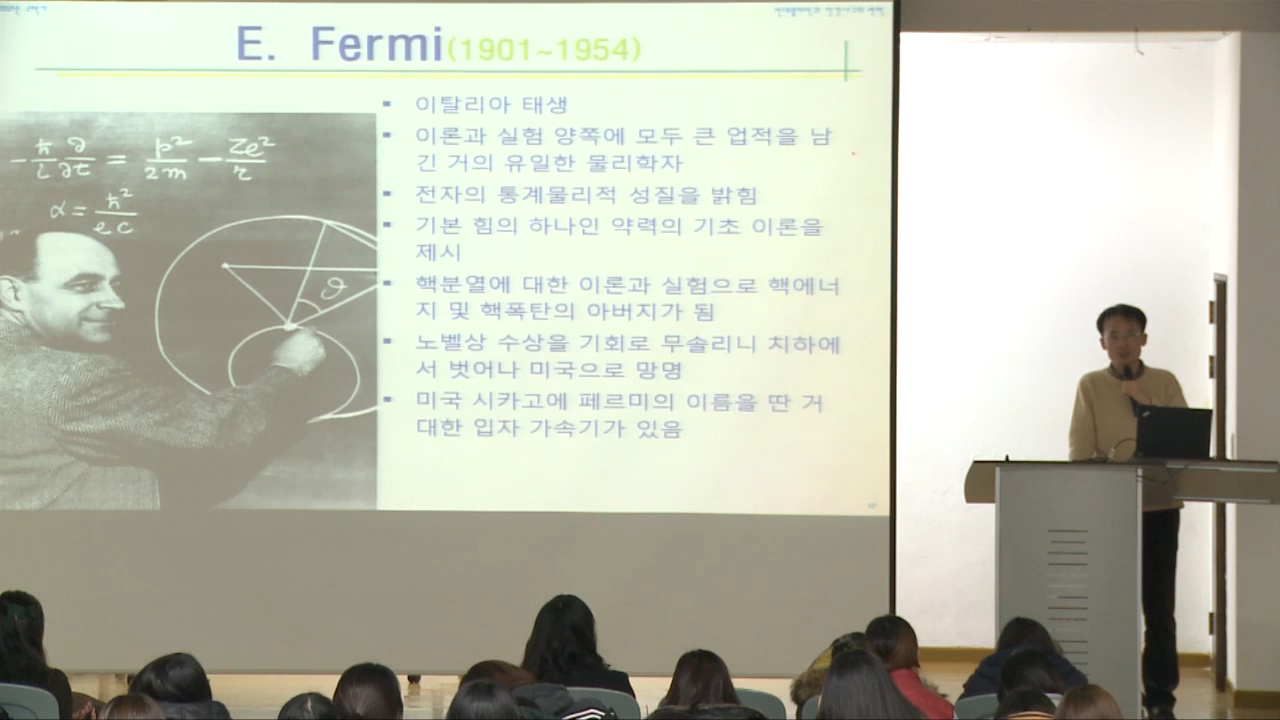 E. Fermi(1901~1954)
▪ 이탈리아 태생
▪ 이론과 실험 양쪽에 모두 큰 업적을 남
긴 거의 유일한 물리학자
▪ 전자의 통계물리적 성질을 밝힘
▪ 기본 힘의 하나인 약력의 기초 이론을
제시
▪ 핵분열에 대한 이론과 실험으로 핵에너
지 및 핵폭탄의 아버지가 됨
▪ 노벨상 수상을 기회로 무솔리니 치하에
서 벗어나 미국으로 망명
▪ 미국 시카고에 페르미의 이름을 딴 거
대한 입자 가속기가 있음
-ħ/i ∂/∂t = p²/2m - Ze²/r
α = ħ²/ec
ϑ